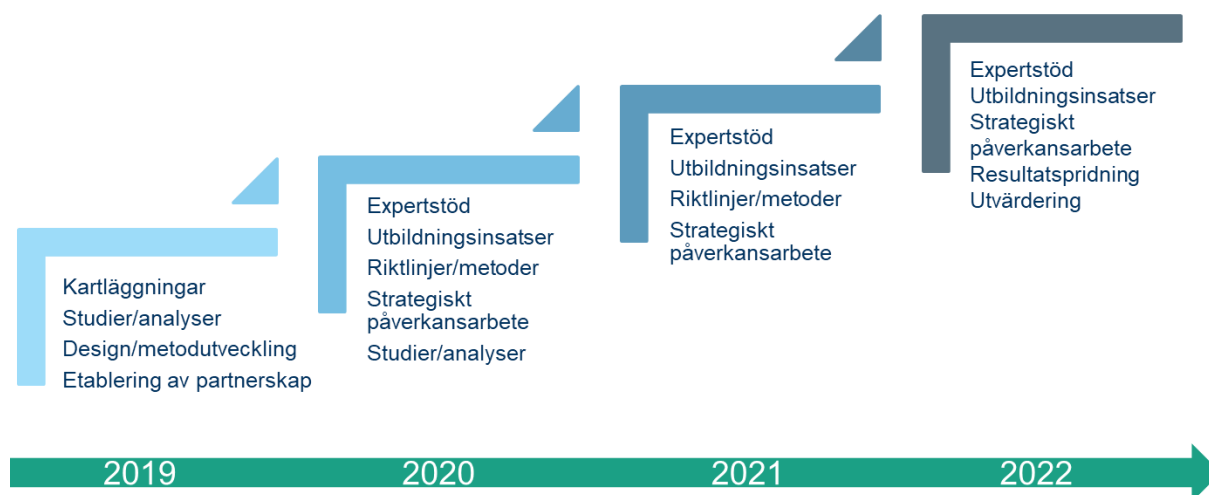 Kartläggningar
Studier/analyser
Design/metodutveckling
Etablering av partnerskap
Expertstöd
Utbildningsinsatser
Riktlinjer/metoder
Strategiskt
påverkansarbete
Studier/analyser
Expertstöd
Utbildningsinsatser
Riktlinjer/metoder
Strategiskt
påverkansarbete
Expertstöd
Utbildningsinsatser
Strategiskt
påverkansarbete
Resultatspridning
Utvärdering
2019
2020
2021
2022